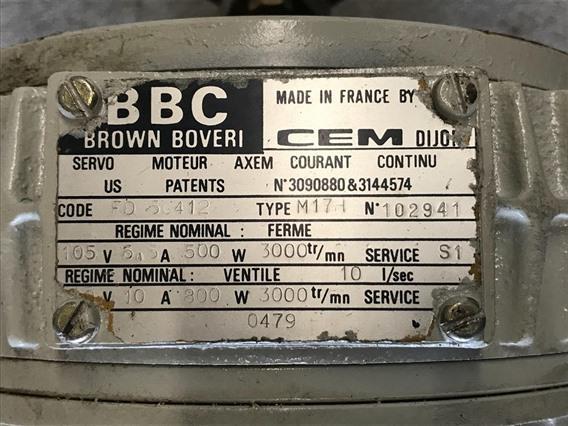 BBC
BROWN BOVERI
MADE IN FRANCE BY
CEM DIJON
SERVO MOTEUR AXEM COURANT CONTINU
US PATENTS N°3090880 & 3144574
CODE TYPE M17H N° 102941
REGIME NOMINAL : FERME
105 V A 500 W 3000 tr/mn SERVICE S1
REGIME NOMINAL : VENTILE 10 l/sec
V 10 A 800 W 3000 tr/mn SERVICE
0479